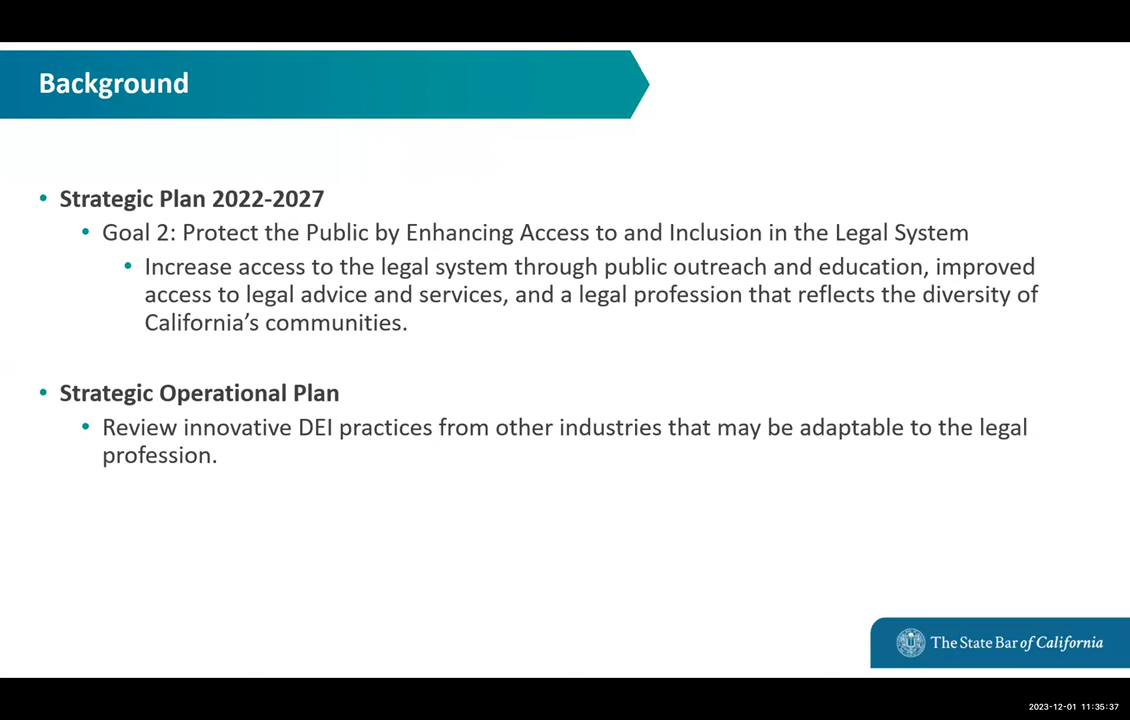 Background
• Strategic Plan 2022-2027
• Goal 2: Protect the Public by Enhancing Access to and Inclusion in the Legal System
• Increase access to the legal system through public outreach and education, improved
access to legal advice and services, and a legal profession that reflects the diversity of
California’s communities.
• Strategic Operational Plan
• Review innovative DEI practices from other industries that may be adaptable to the legal
profession.
The State Bar of California
2023-12-01 11:35:37